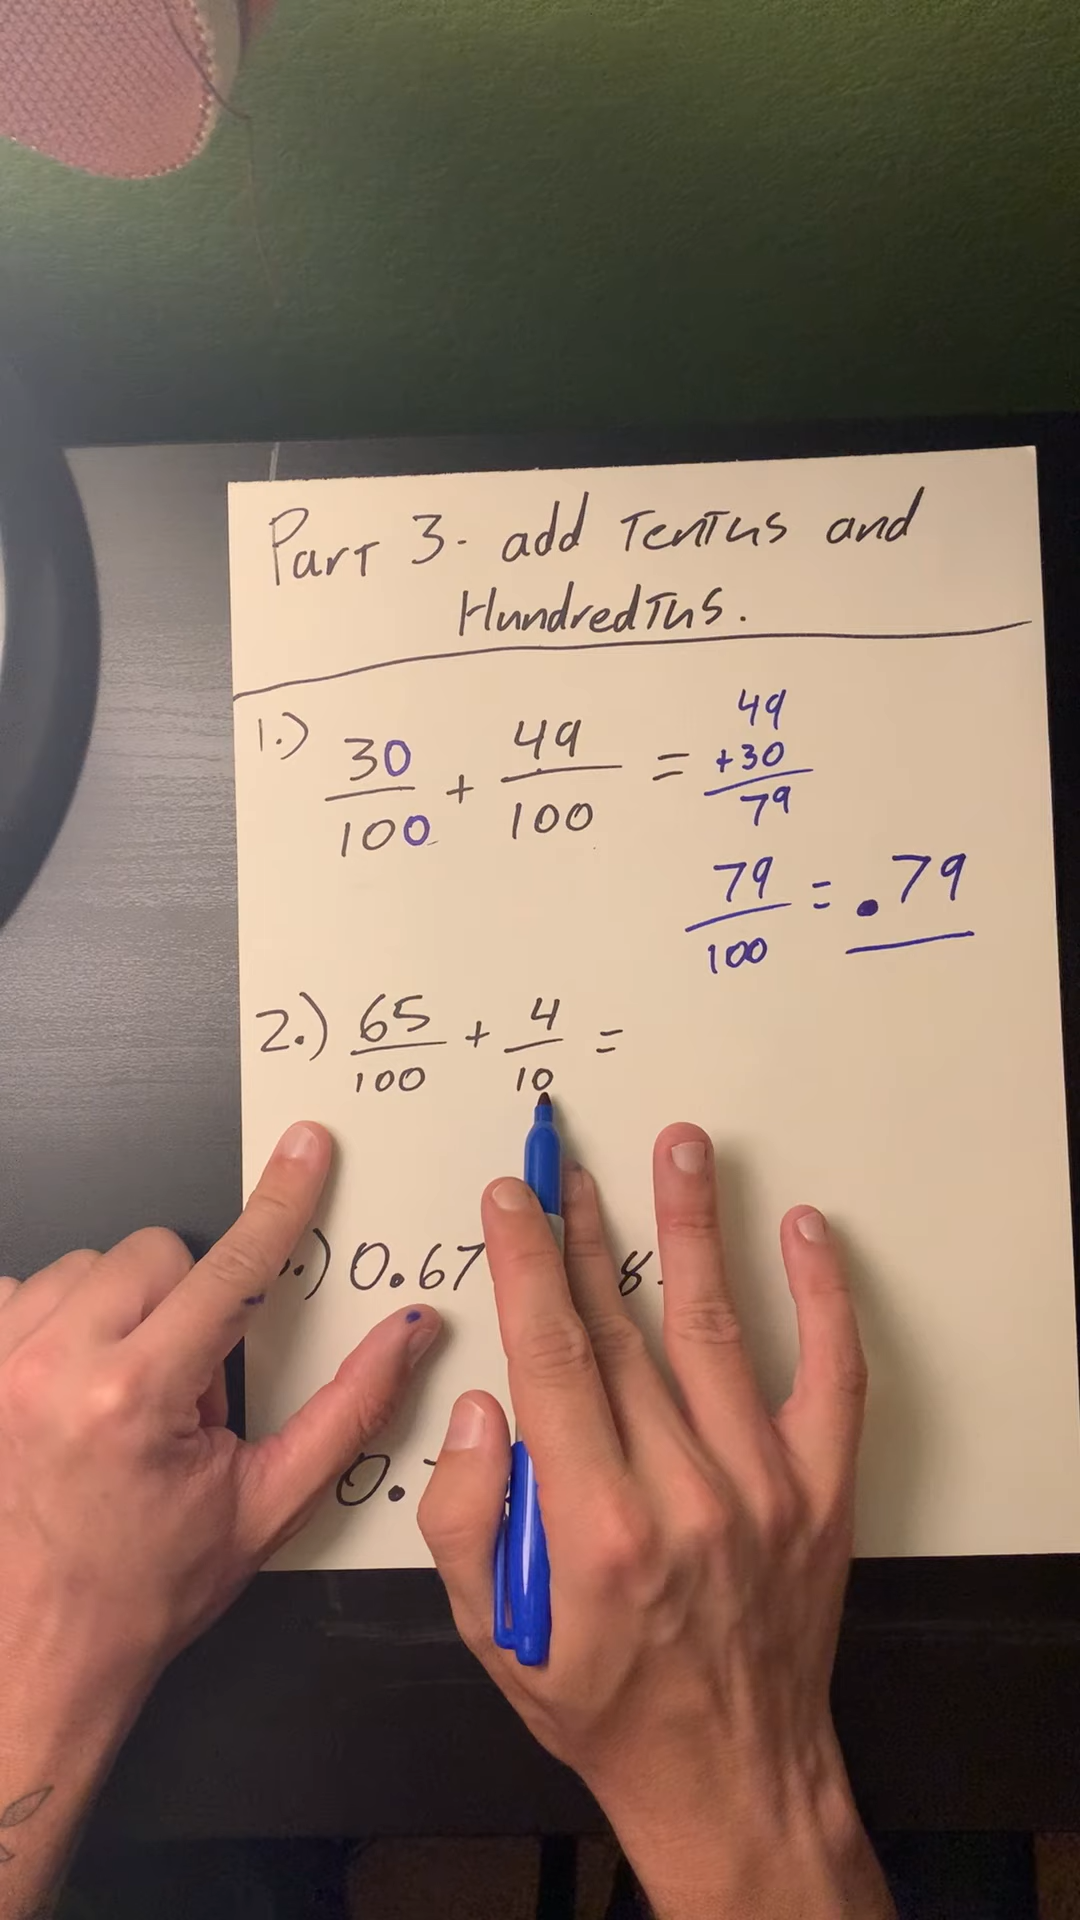 Part 3. add Tenths and
Hundredths.
1.) 30/100 + 49/100 = 49
+30
79
79/100 = .79
2.) 65/100 + 4/10 =
.) 0.67 8.
0.